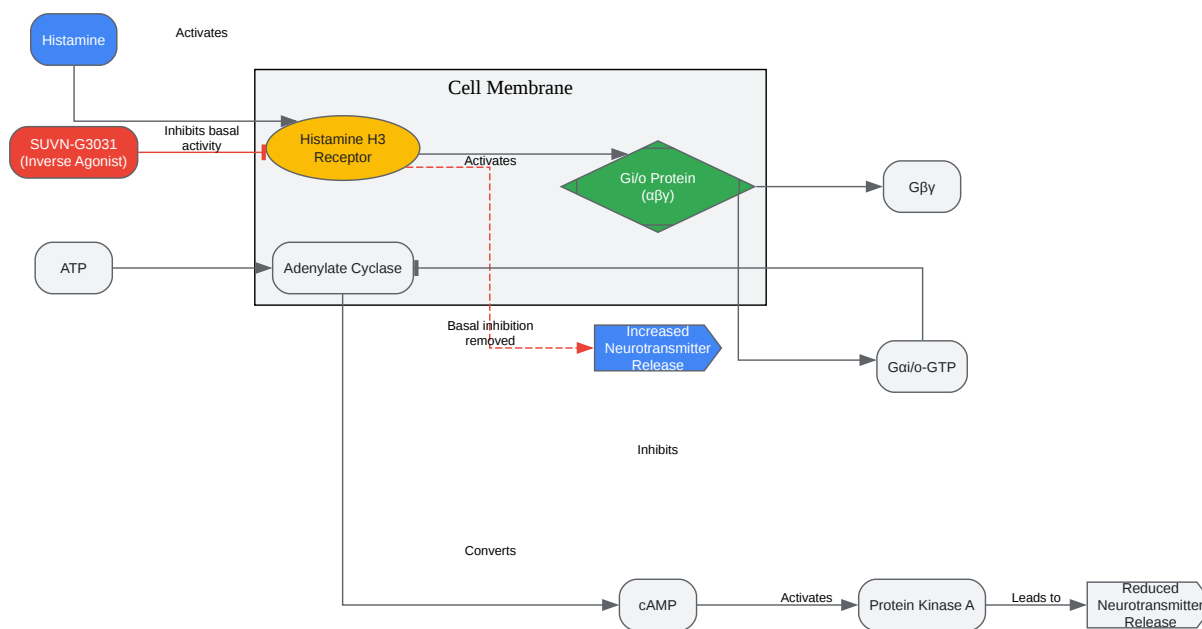 Activates
Histamine
Cell Membrane
Inhibits basal
activity
SUVN-G3031
(Inverse Agonist)
Histamine H3
Receptor
Activates
Gi/o Protein
(αβγ)
Gβγ
ATP
Adenylate Cyclase
Basal inhibition
removed
Increased
Neurotransmitter
Release
Gαi/o-GTP
Inhibits
Converts
cAMP
Activates
Protein Kinase A
Leads to
Reduced
Neurotransmitter
Release